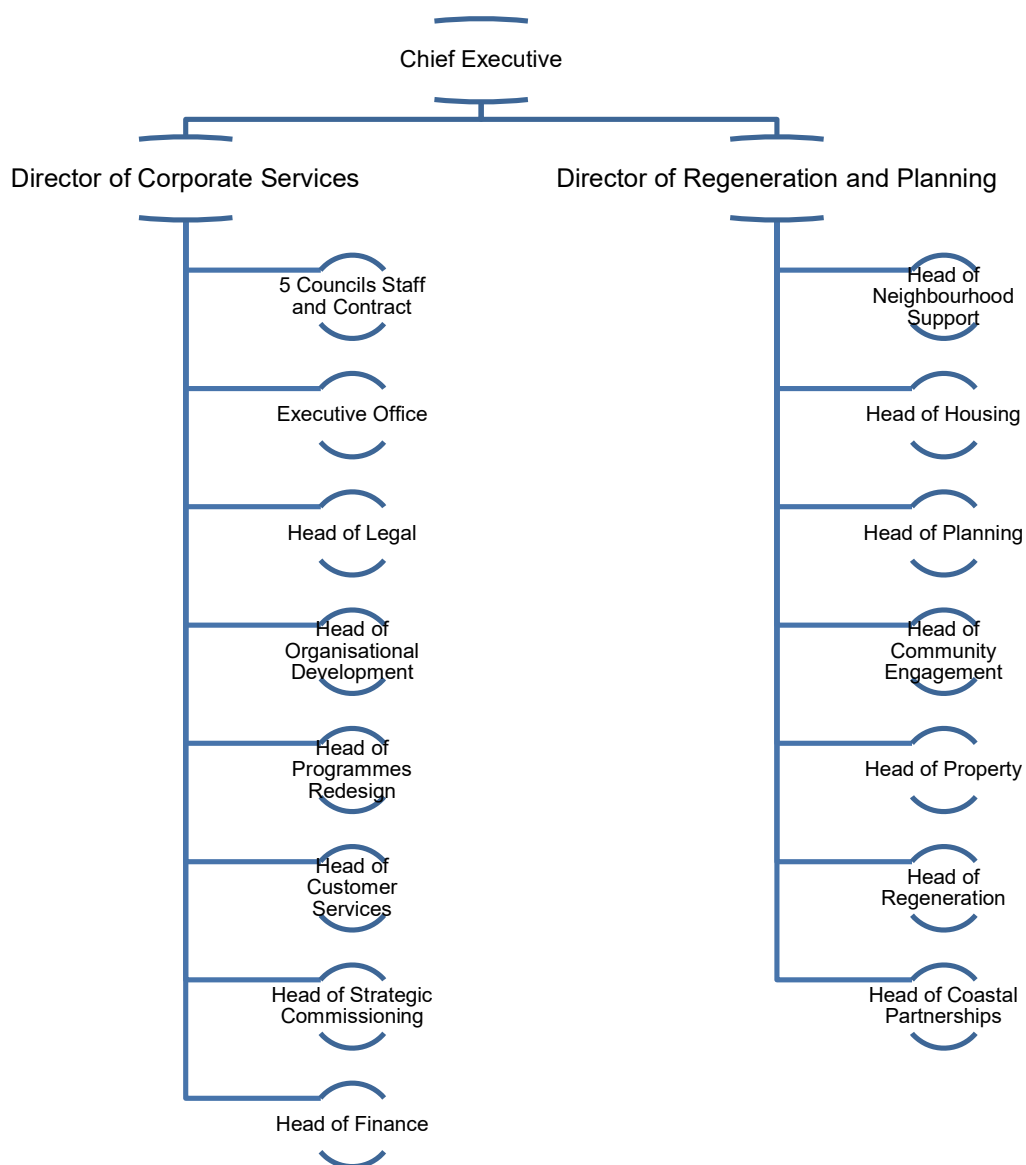 Chief Executive
Director of Corporate Services
Director of Regeneration and Planning
5 Councils Staff
and Contract
Executive Office
Head of Legal
Head of
Organisational
Development
Head of
Programmes
Redesign
Head of
Customer
Services
Head of Strategic
Commissioning
Head of Finance
Head of
Neighbourhood
Support
Head of Housing
Head of Planning
Head of
Community
Engagement
Head of Property
Head of
Regeneration
Head of Coastal
Partnerships